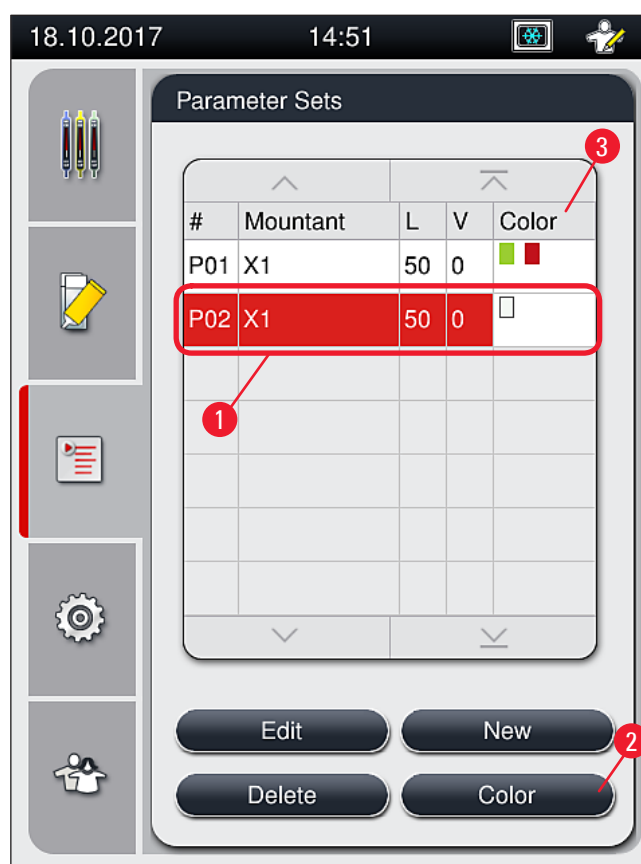 18.10.2017 14:51
Parameter Sets
3
# Mountant L V Color
P01 X1 50 0
P02 X1 50 0
1
Edit New
2
Delete Color